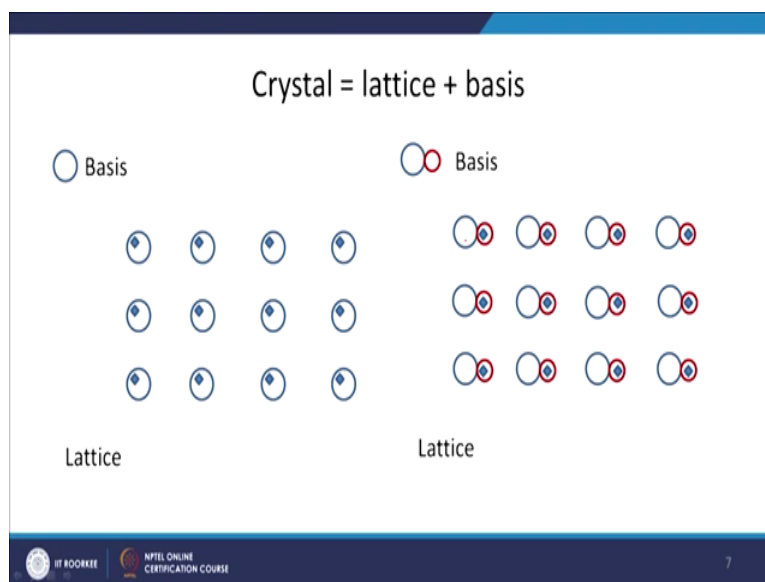 Crystal = lattice + basis
Basis
Basis
Lattice
Lattice
IIT ROORKEE
NPTEL ONLINE
CERTIFICATION COURSE
7